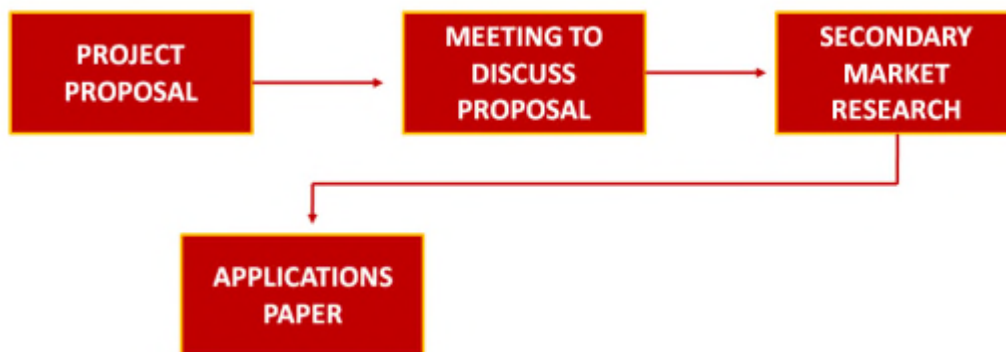 PROJECT
PROPOSAL
MEETING TO
DISCUSS
PROPOSAL
SECONDARY
MARKET
RESEARCH
APPLICATIONS
PAPER